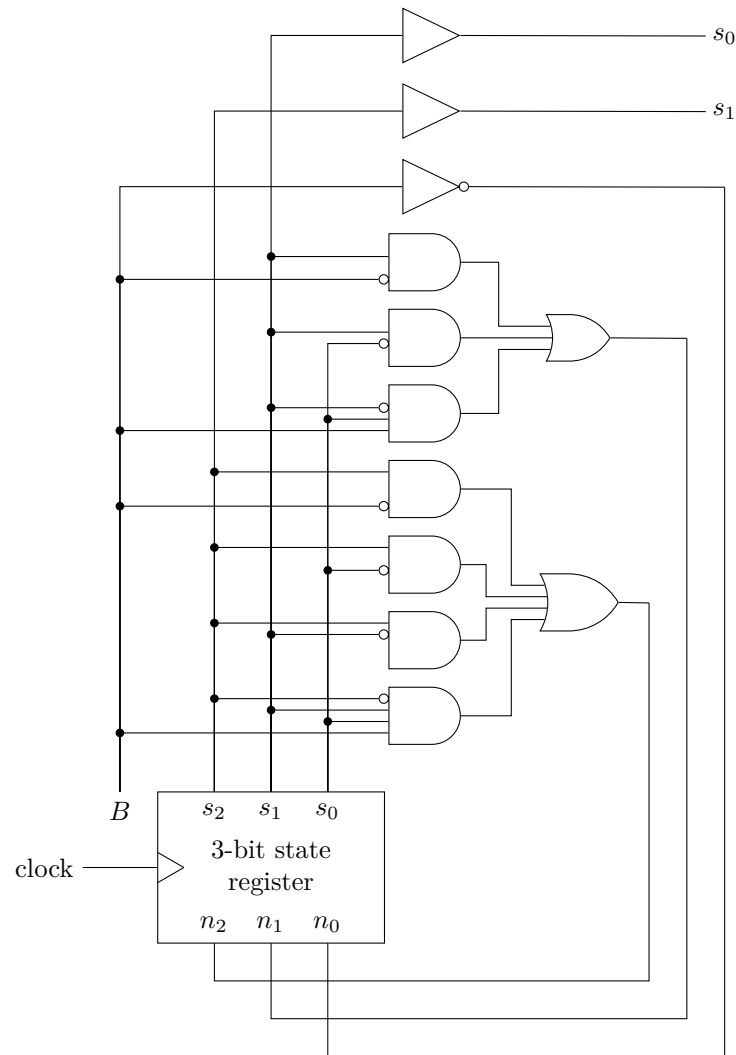 s₀
s₁
B
s₂ s₁ s₀
3-bit state
register
clock
n₂ n₁ n₀